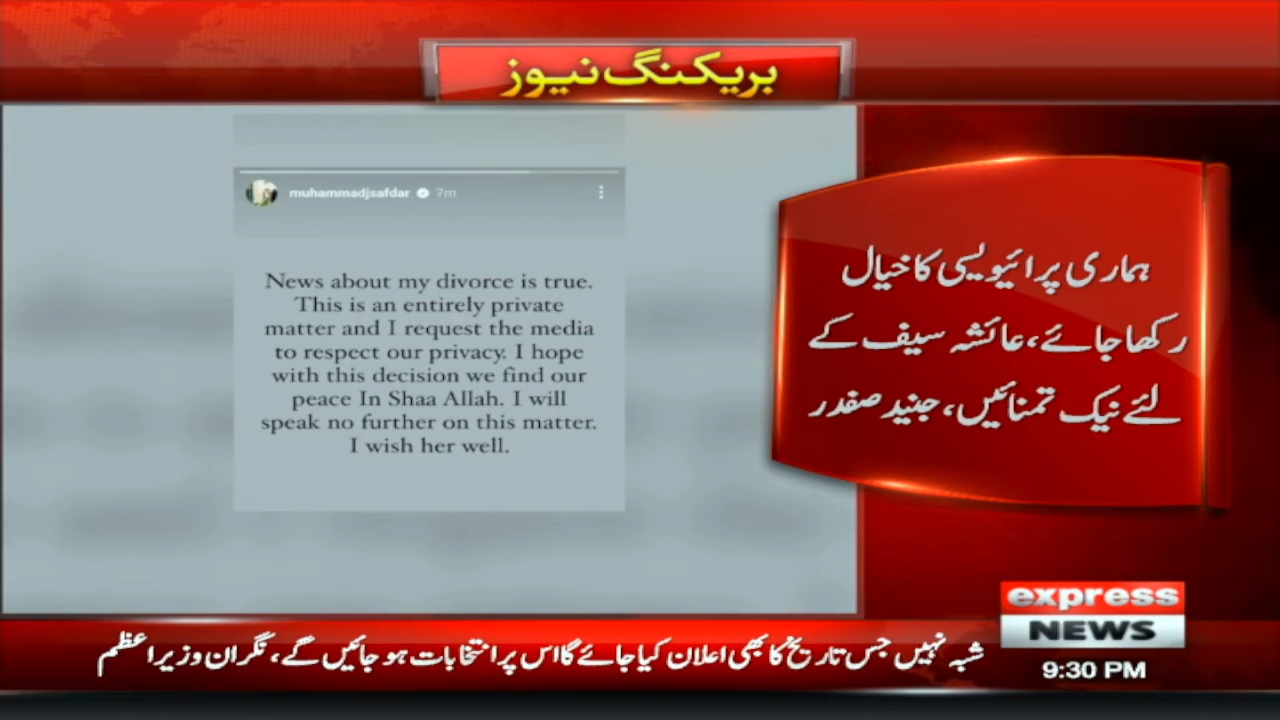 بریکنگ نیوز
muhammadjsafdar 7m
News about my divorce is true.
This is an entirely private
matter and I request the media
to respect our privacy. I hope
with this decision we find our
peace In Shaa Allah. I will
speak no further on this matter.
I wish her well.
ہماری پرائیویسی کا خیال
رکھا جائے، عائشہ سیف کے
لئے نیک تمنائیں، جنید صفدر
express
NEWS
شبہ نہیں جس تاریخ کا بھی اعلان کیا جائے گا اس پر انتخابات ہو جائیں گے، نگران وزیر اعظم
9:30 PM